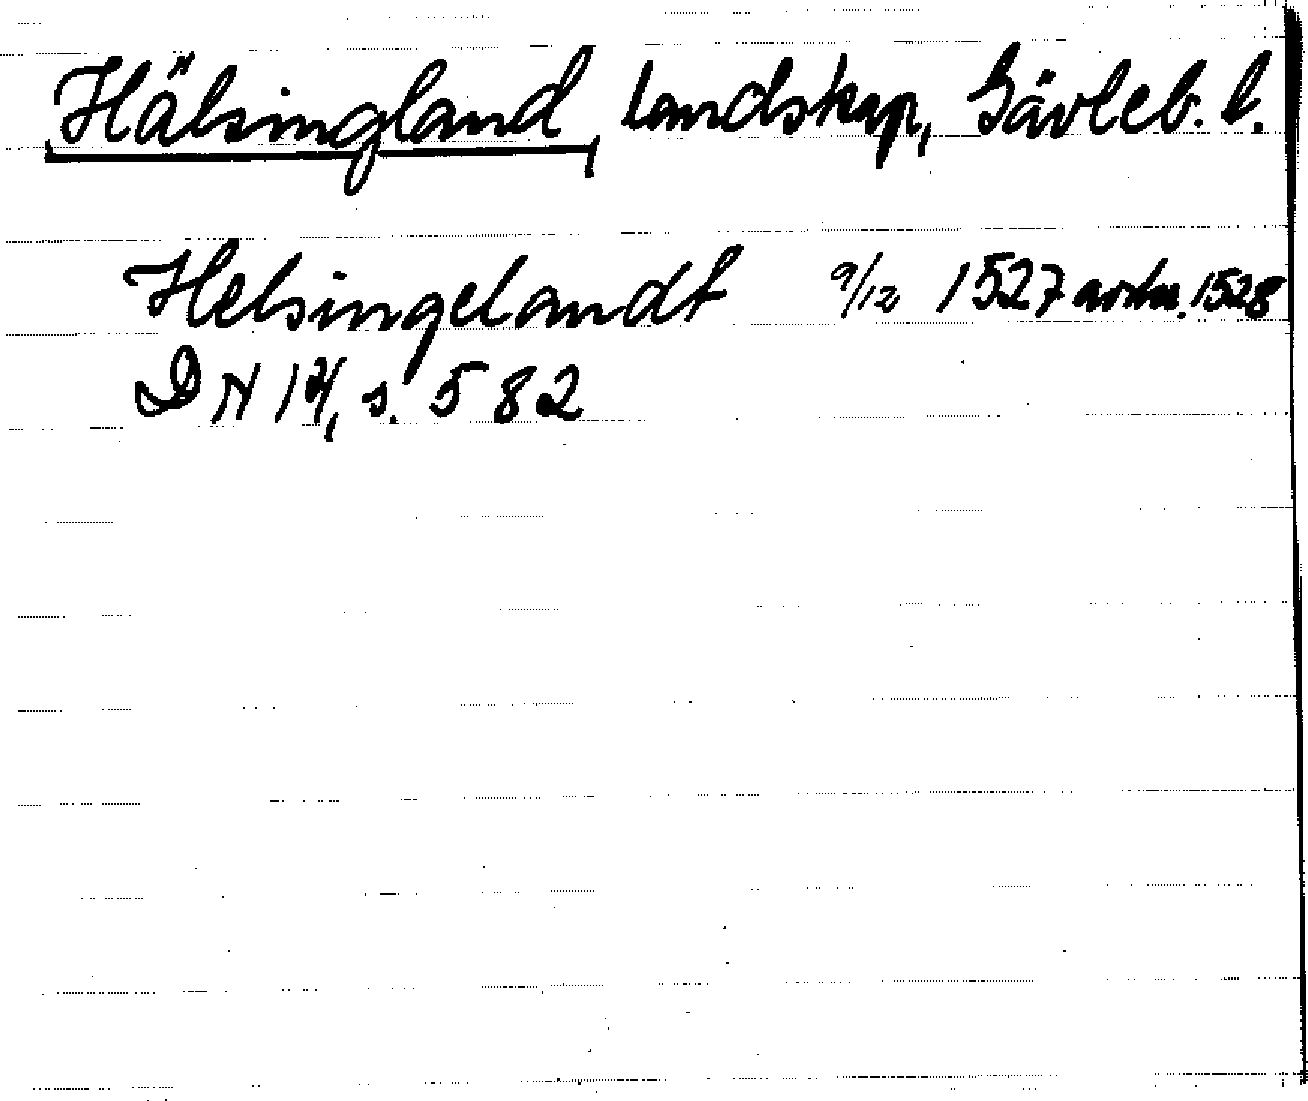 Hälsingland, landskap, Gävleb. l.
Helsingelandt 9/12 1527 avskr. 1528
DN 14, s. 582